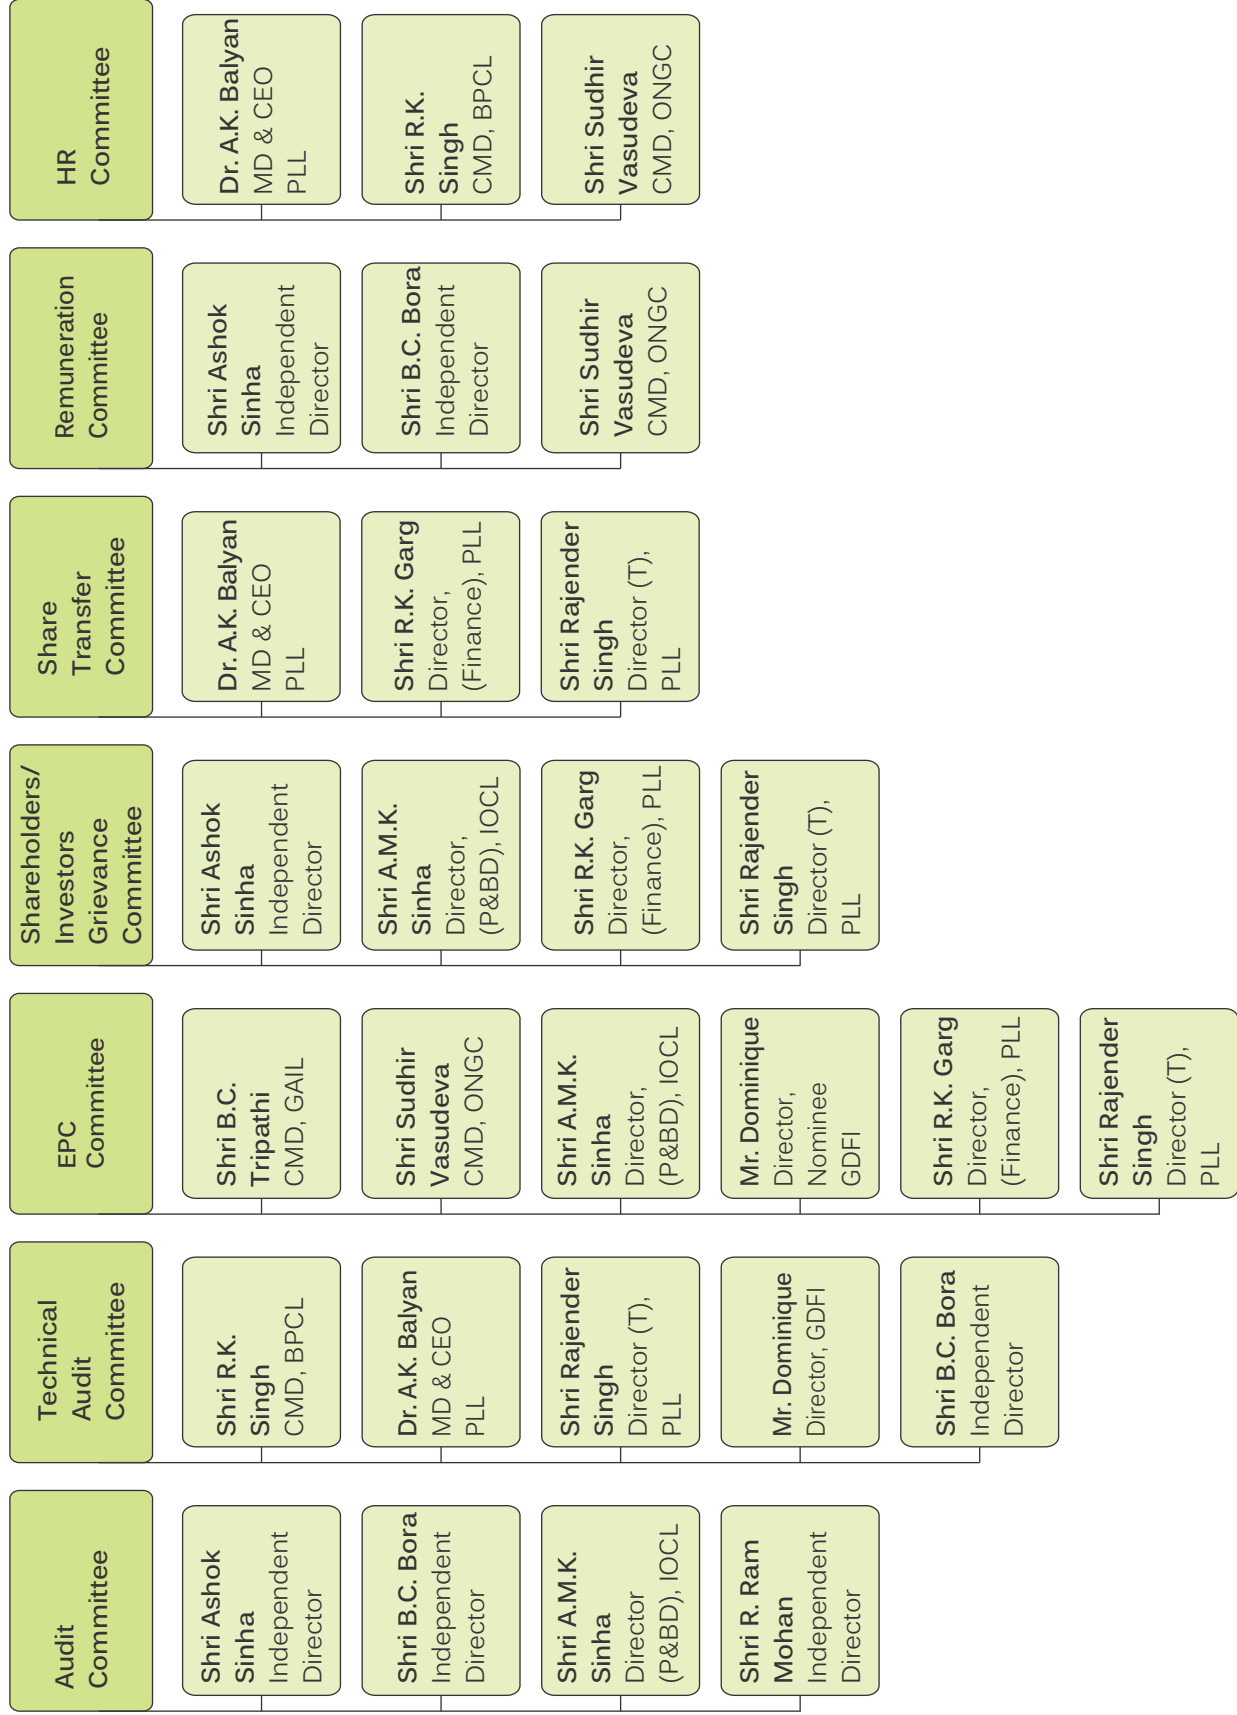 Audit
Committee
Shri Ashok
Sinha
Independent
Director
Shri B.C. Bora
Independent
Director
Shri A.M.K.
Sinha
Director
(P&BD), IOCL
Shri R. Ram
Mohan
Independent
Director
Technical
Audit
Committee
Shri R.K.
Singh
CMD, BPCL
Dr. A.K. Balyan
MD & CEO
PLL
Shri Rajender
Singh
Director (T),
PLL
Mr. Dominique
Director, GDFI
Shri B.C. Bora
Independent
Director
EPC
Committee
Shri B.C.
Tripathi
CMD, GAIL
Shri Sudhir
Vasudeva
CMD, ONGC
Shri A.M.K.
Sinha
Director,
(P&BD), IOCL
Mr. Dominique
Director,
Nominee
GDFI
Shri R.K. Garg
Director,
(Finance), PLL
Shri Rajender
Singh
Director (T),
PLL
Shareholders/
Investors
Grievance
Committee
Shri Ashok
Sinha
Independent
Director
Shri A.M.K.
Sinha
Director,
(P&BD), IOCL
Shri R.K. Garg
Director,
(Finance), PLL
Shri Rajender
Singh
Director (T),
PLL
Share
Transfer
Committee
Dr. A.K. Balyan
MD & CEO
PLL
Shri R.K. Garg
Director,
(Finance), PLL
Shri Rajender
Singh
Director (T),
PLL
Remuneration
Committee
Shri Ashok
Sinha
Independent
Director
Shri B.C. Bora
Independent
Director
Shri Sudhir
Vasudeva
CMD, ONGC
HR
Committee
Dr. A.K. Balyan
MD & CEO
PLL
Shri R.K.
Singh
CMD, BPCL
Shri Sudhir
Vasudeva
CMD, ONGC